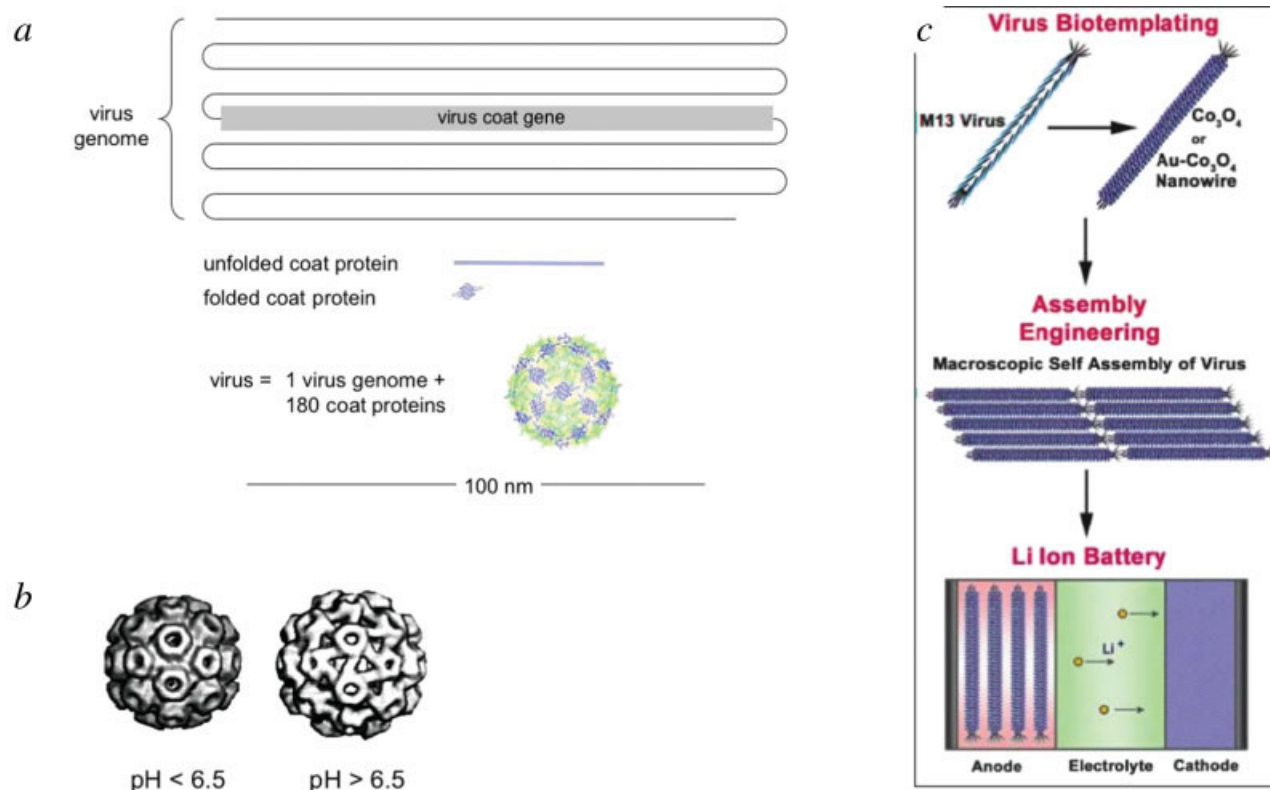 a
virus
genome
virus coat gene
unfolded coat protein
folded coat protein
virus = 1 virus genome +
180 coat proteins
100 nm
b
pH < 6.5
pH > 6.5
c
Virus Biotemplating
M13 Virus
Co₃O₄
or
Au-Co₃O₄
Nanowire
Assembly
Engineering
Macroscopic Self Assembly of Virus
Li Ion Battery
Li⁺
Anode
Electrolyte
Cathode